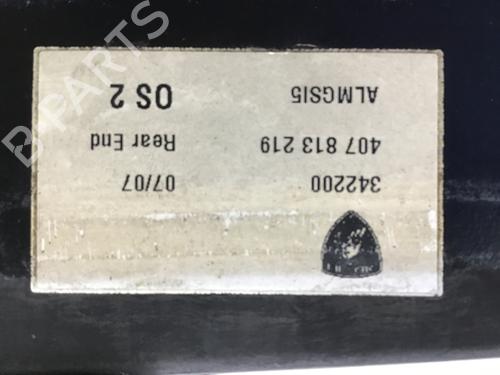 342200 07/07
407 813 219 Rear End
ALMGSI5 OS 2
B-PARTS